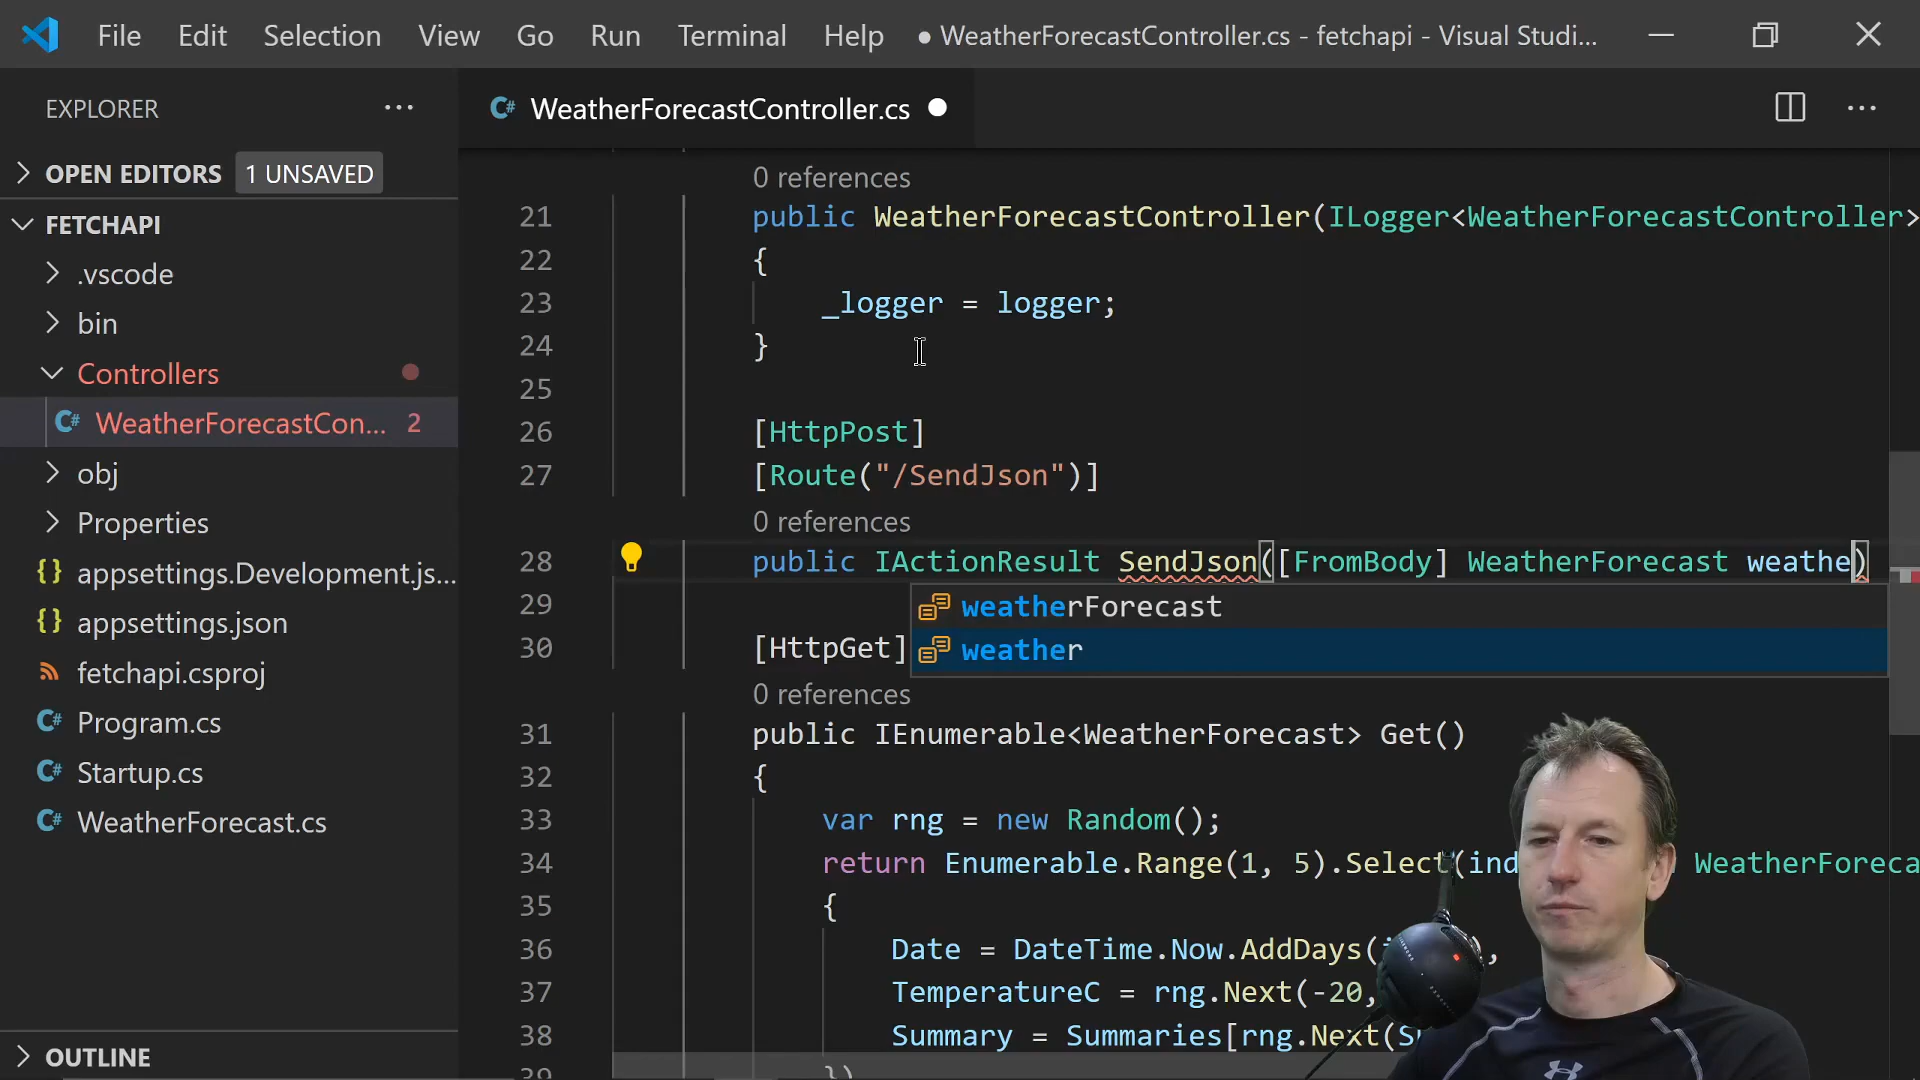 File Edit Selection View Go Run Terminal Help ● WeatherForecastController.cs - fetchapi - Visual Studi...
EXPLORER ...
C# WeatherForecastController.cs ●
OPEN EDITORS 1 UNSAVED
FETCHAPI
.vscode
bin
Controllers
C# WeatherForecastCon... 2
obj
Properties
{} appsettings.Development.js...
{} appsettings.json
fetchapi.csproj
C# Program.cs
C# Startup.cs
C# WeatherForecast.cs
OUTLINE
0 references
21 public WeatherForecastController(ILogger<WeatherForecastController>
22 {
23 _logger = logger;
24 }
25
26 [HttpPost]
27 [Route("/SendJson")]
0 references
28 public IActionResult SendJson([FromBody] WeatherForecast weathe)
29
weatherForecast
weather
30 [HttpGet]
0 references
31 public IEnumerable<WeatherForecast> Get()
32 {
33 var rng = new Random();
34 return Enumerable.Range(1, 5).Select(ind WeatherForeca
35 {
36 Date = DateTime.Now.AddDays( ,
37 TemperatureC = rng.Next(-20,
38 Summary = Summaries[rng.Next(S
39 })